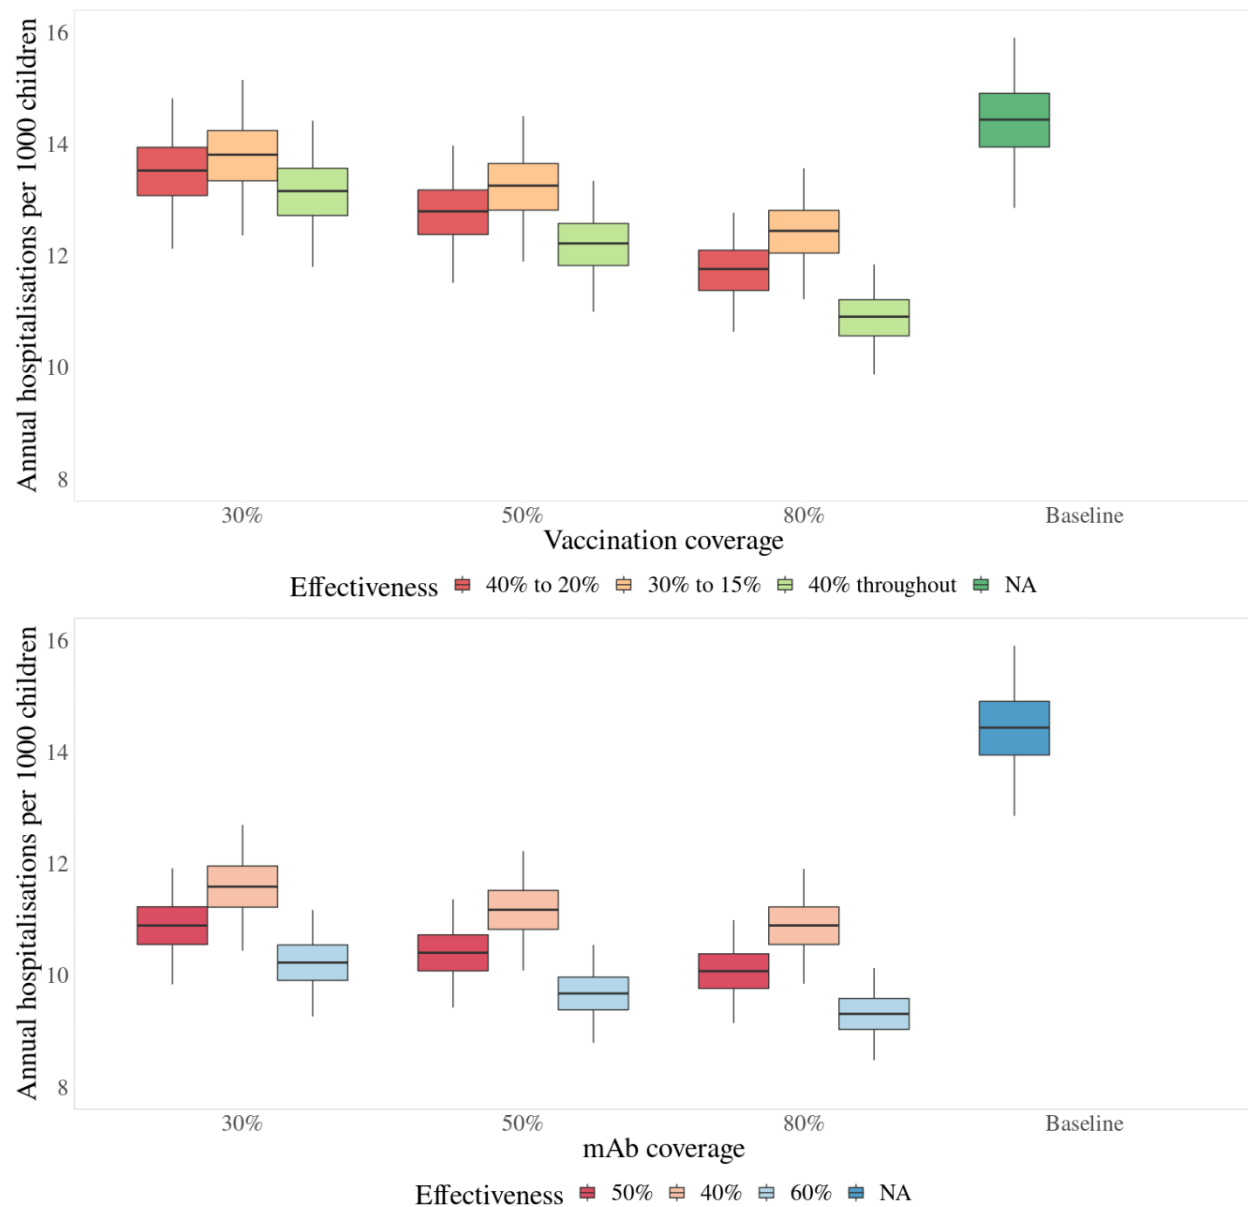 Annual hospitalisations per 1000 children
16
14
12
10
8
30% 50% 80% Baseline
Vaccination coverage
Effectiveness 40% to 20% 30% to 15% 40% throughout NA
Annual hospitalisations per 1000 children
16
14
12
10
8
30% 50% 80% Baseline
mAb coverage
Effectiveness 50% 40% 60% NA